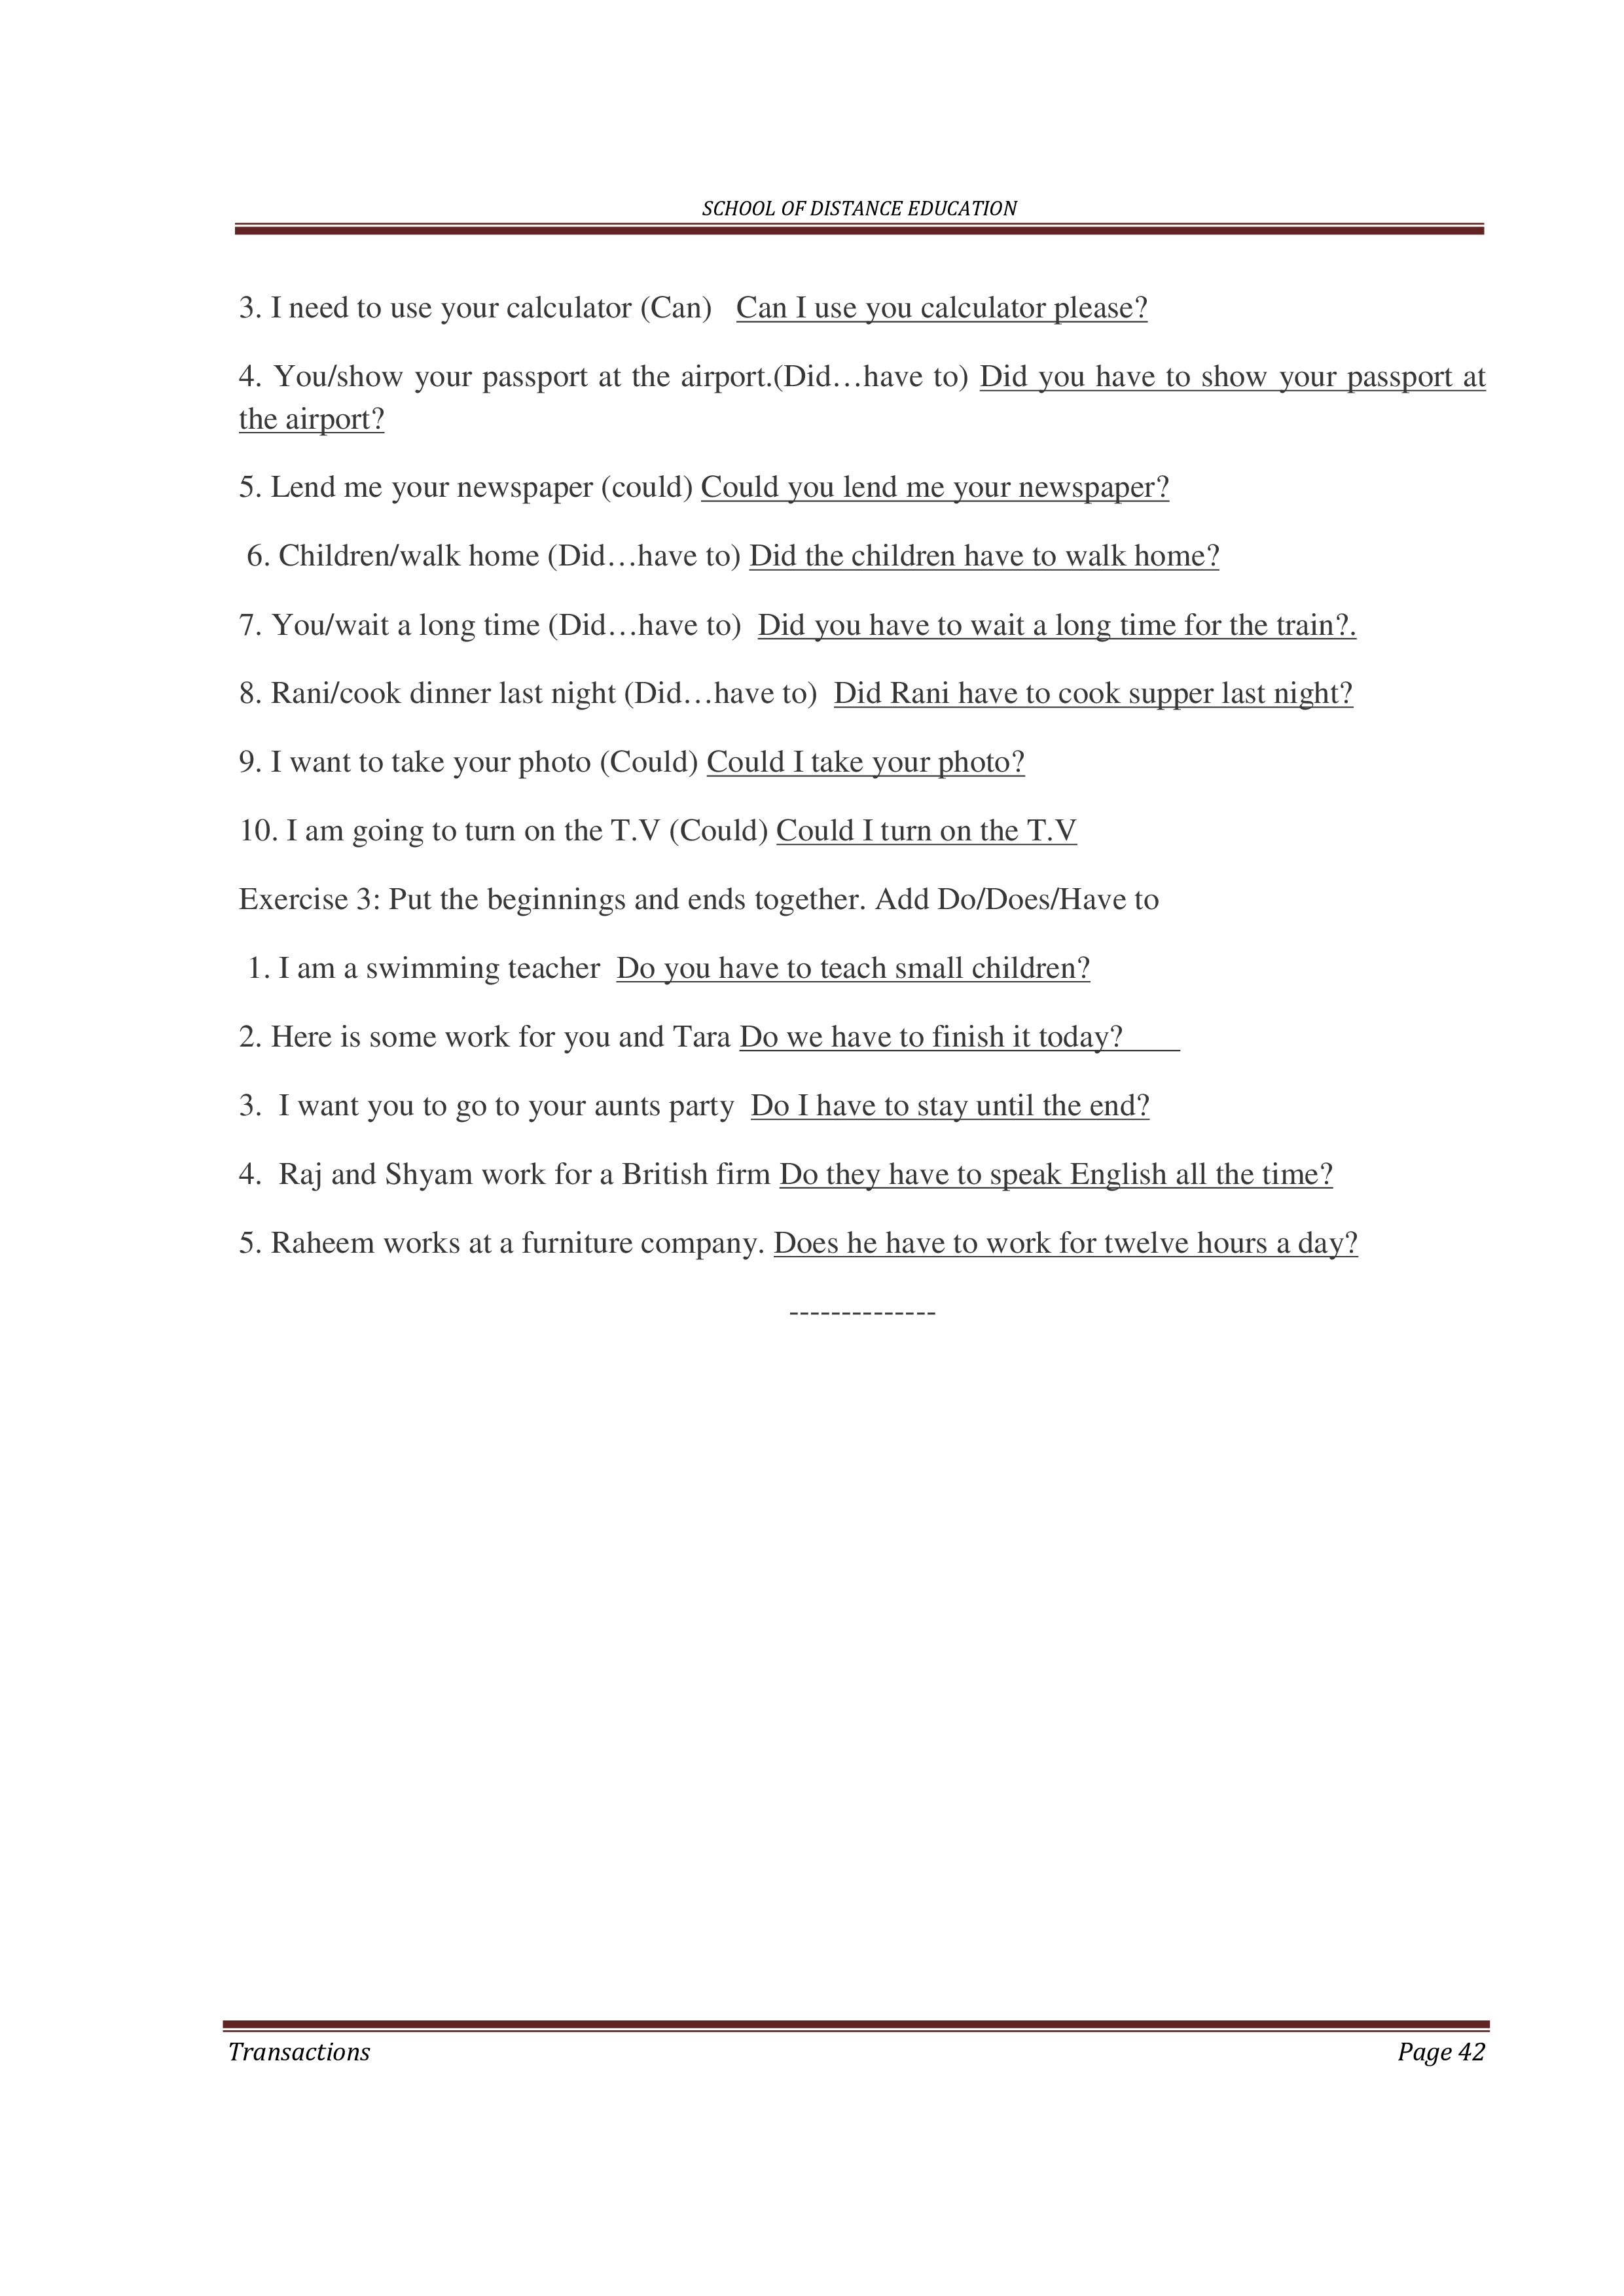 SCHOOL OF DISTANCE EDUCATION
3. I need to use your calculator (Can) Can I use you calculator please?
4. You/show your passport at the airport.(Did…have to) Did you have to show your passport at
the airport?
5. Lend me your newspaper (could) Could you lend me your newspaper?
6. Children/walk home (Did…have to) Did the children have to walk home?
7. You/wait a long time (Did…have to) Did you have to wait a long time for the train?.
8. Rani/cook dinner last night (Did…have to) Did Rani have to cook supper last night?
9. I want to take your photo (Could) Could I take your photo?
10. I am going to turn on the T.V (Could) Could I turn on the T.V
Exercise 3: Put the beginnings and ends together. Add Do/Does/Have to
1. I am a swimming teacher Do you have to teach small children?
2. Here is some work for you and Tara Do we have to finish it today?
3. I want you to go to your aunts party Do I have to stay until the end?
4. Raj and Shyam work for a British firm Do they have to speak English all the time?
5. Raheem works at a furniture company. Does he have to work for twelve hours a day?
--------------
Transactions Page 42